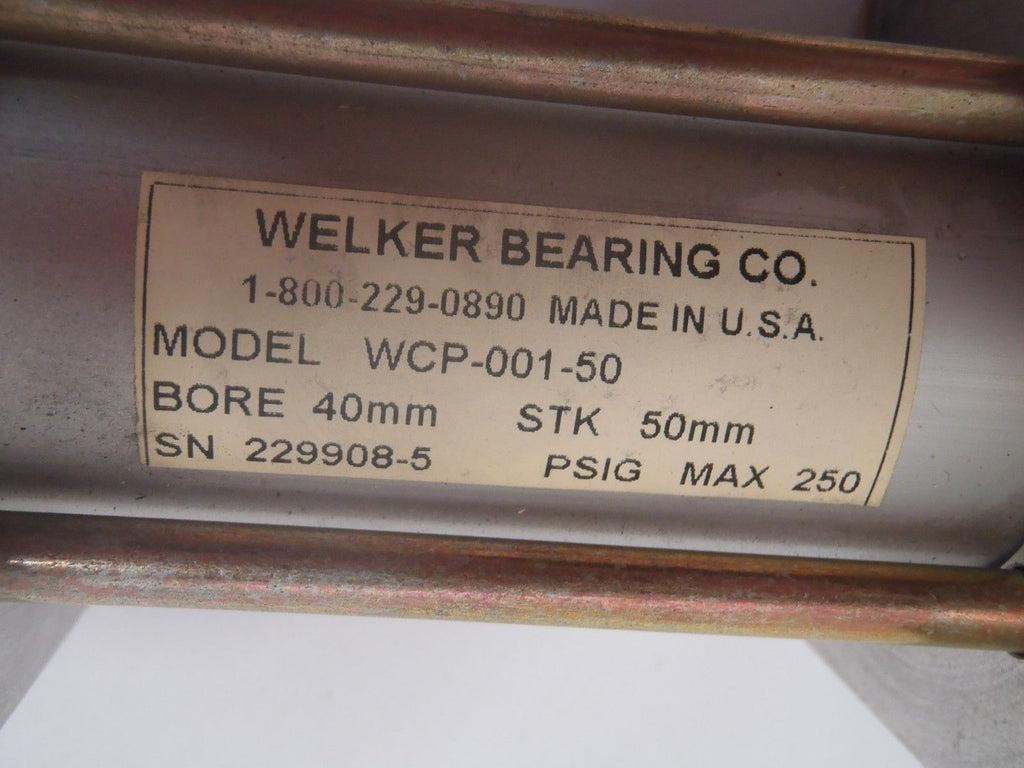 WELKER BEARING CO.
1-800-229-0890 MADE IN U.S.A.
MODEL WCP-001-50
BORE 40mm STK 50mm
SN 229908-5 PSIG MAX 250